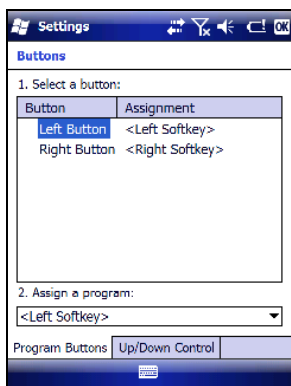 Settings
OK
Buttons
1. Select a button:
Button Assignment
Left Button <Left Softkey>
Right Button <Right Softkey>
2. Assign a program:
<Left Softkey>
Program Buttons Up/Down Control